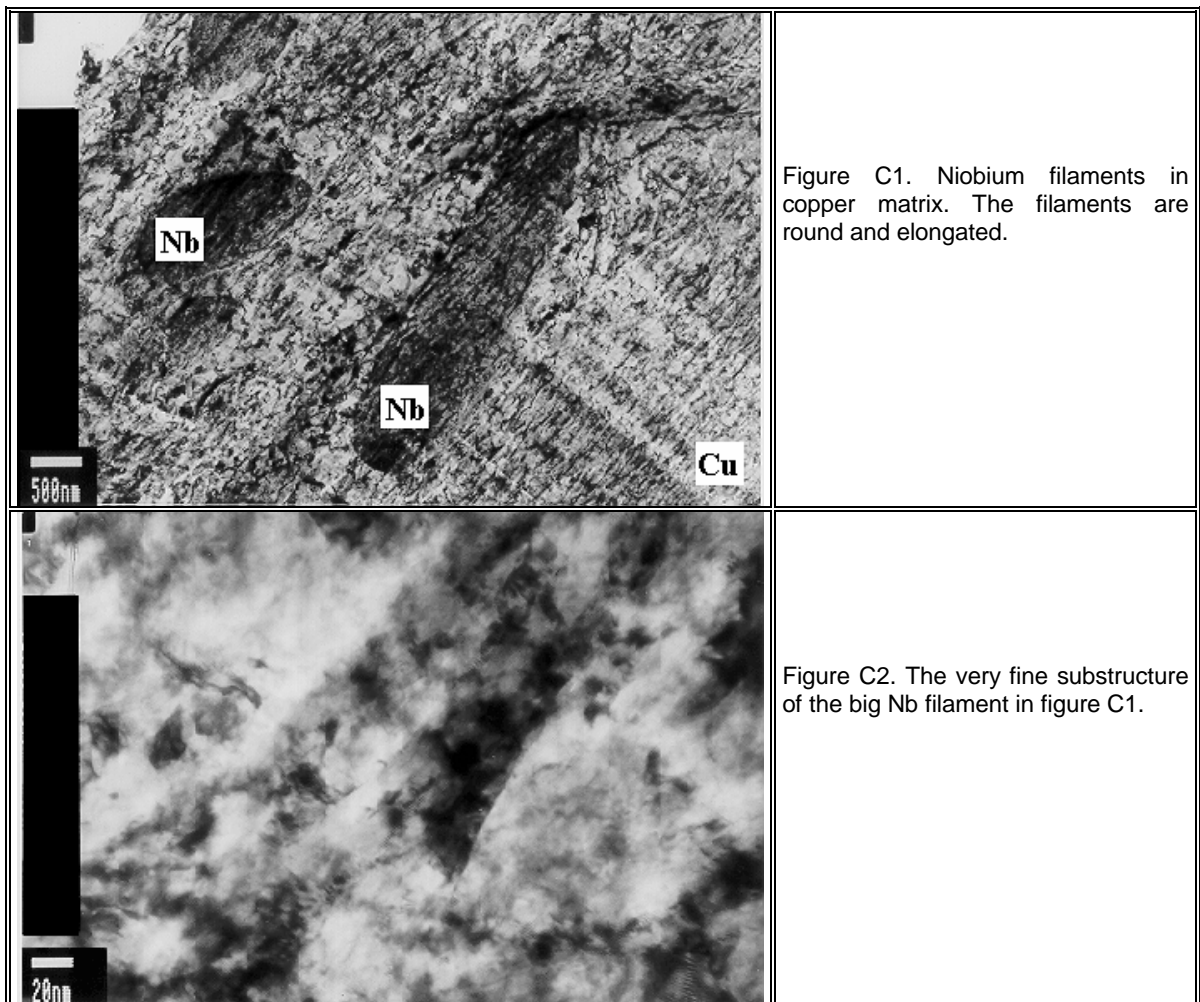 Nb
Nb
Cu
500nm
Figure C1. Niobium filaments in
copper matrix. The filaments are
round and elongated.
20nm
Figure C2. The very fine substructure
of the big Nb filament in figure C1.